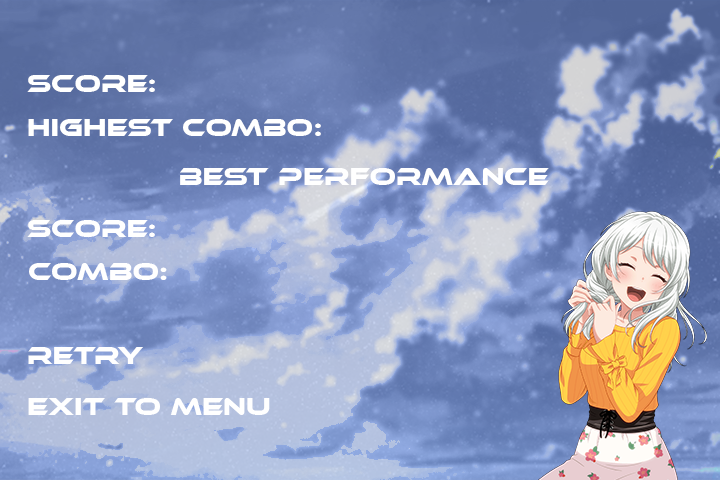 SCORE:
HIGHEST COMBO:
BEST PERFORMANCE
SCORE:
COMBO:
RETRY
EXIT TO MENU